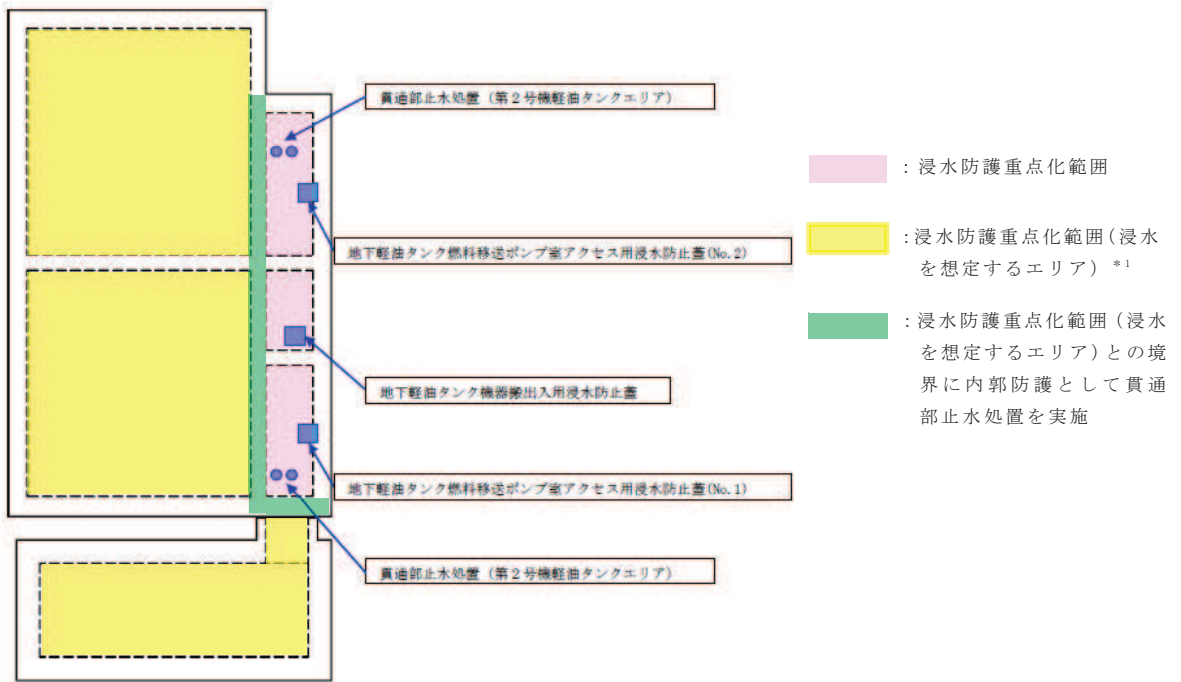 貫通部止水処置（第２号機軽油タンクエリア）
地下軽油タンク燃料移送ポンプ室アクセス用浸水防止蓋(No.2)
地下軽油タンク機器搬出入用浸水防止蓋
地下軽油タンク燃料移送ポンプ室アクセス用浸水防止蓋(No.1)
貫通部止水処置（第２号機軽油タンクエリア）
：浸水防護重点化範囲
：浸水防護重点化範囲（浸水
を想定するエリア）*1
：浸水防護重点化範囲（浸水
を想定するエリア）との境
界に内郭防護として貫通
部止水処置を実施